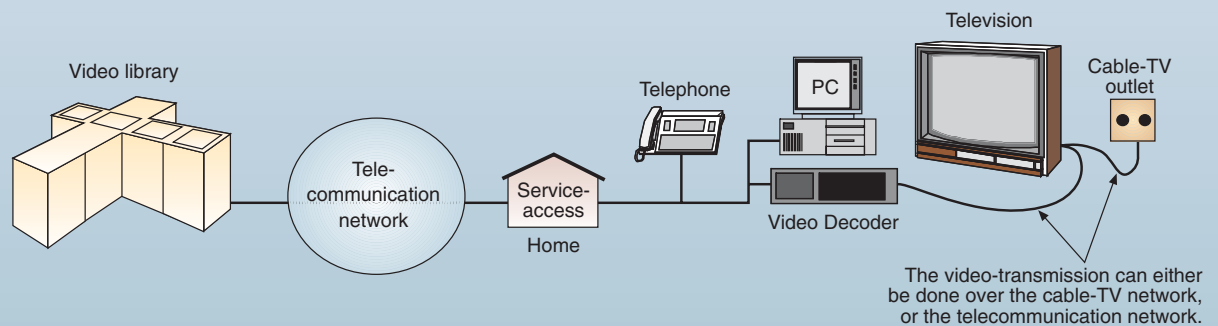 Video library
Tele-
communication
network
Service-
access
Home
Telephone
PC
Video Decoder
Television
Cable-TV
outlet
The video-transmission can either
be done over the cable-TV network,
or the telecommunication network.